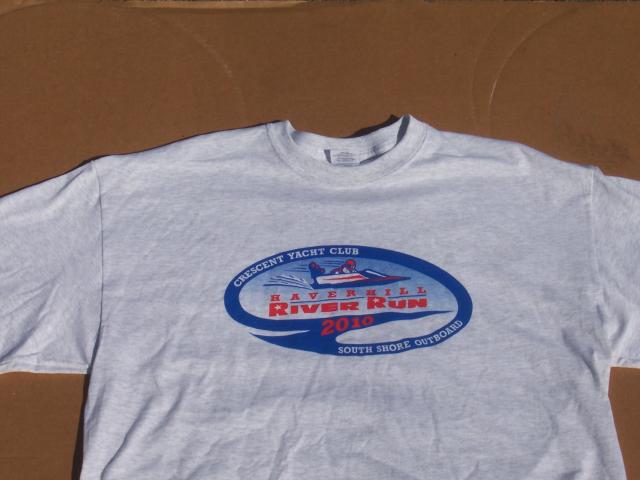 CRESCENT YACHT CLUB
HAVERHILL
RIVER RUN
2010
SOUTH SHORE OUTBOARD